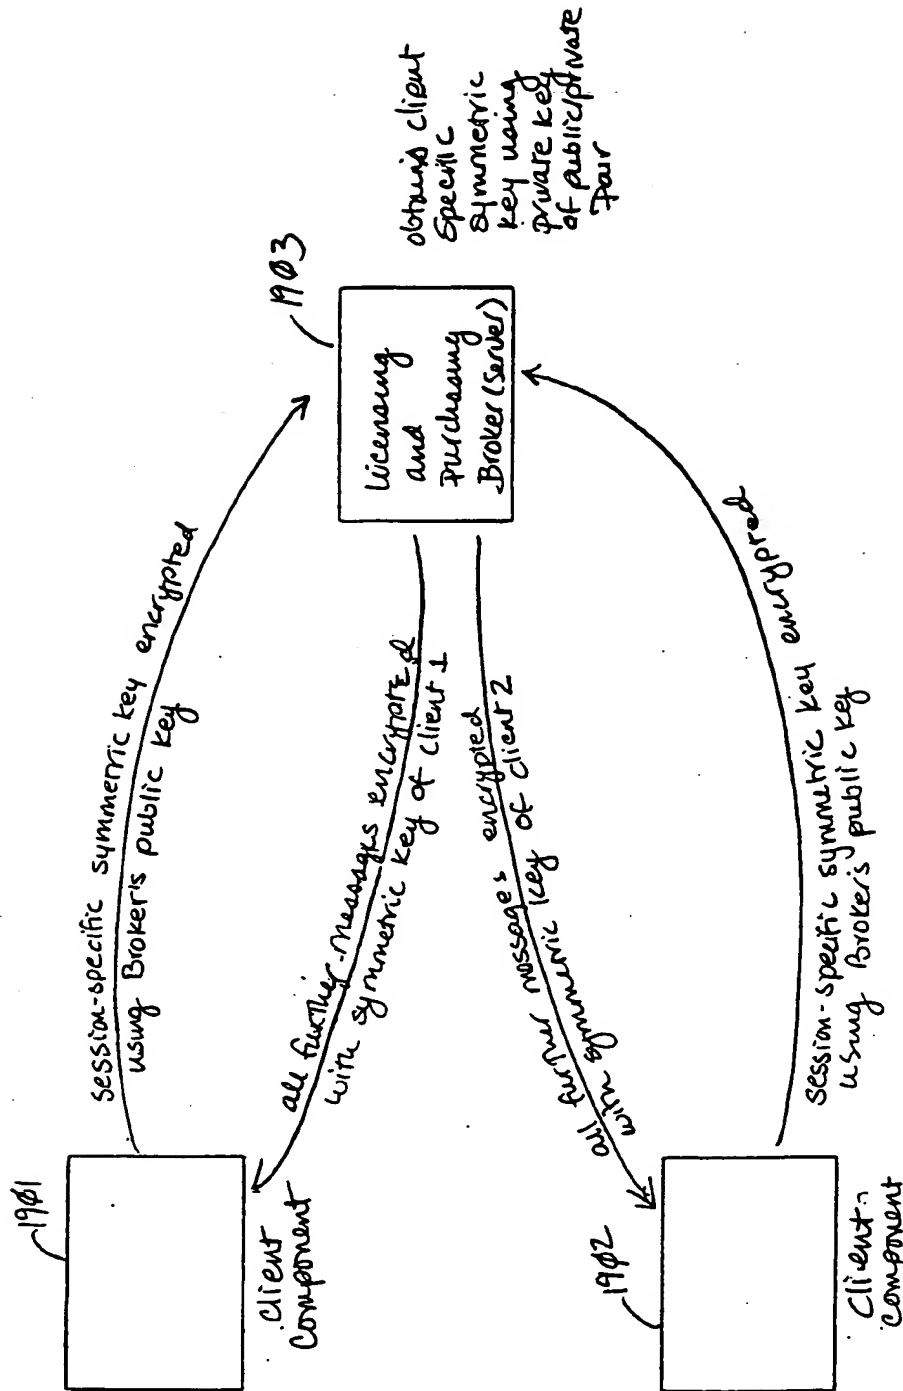 1901
Client
Component
session-specific symmetric key encrypted
using Broker's public key
all further messages encrypted
with symmetric key of client 1
1903
Licensing
and
Purchasing
Broker (Server)
obtains client
specific
symmetric
key using
private key
of public/private
Pair
all further messages encrypted
with symmetric key of client 2
1902
Client
component
session-specific symmetric key encrypted
using Broker's public key